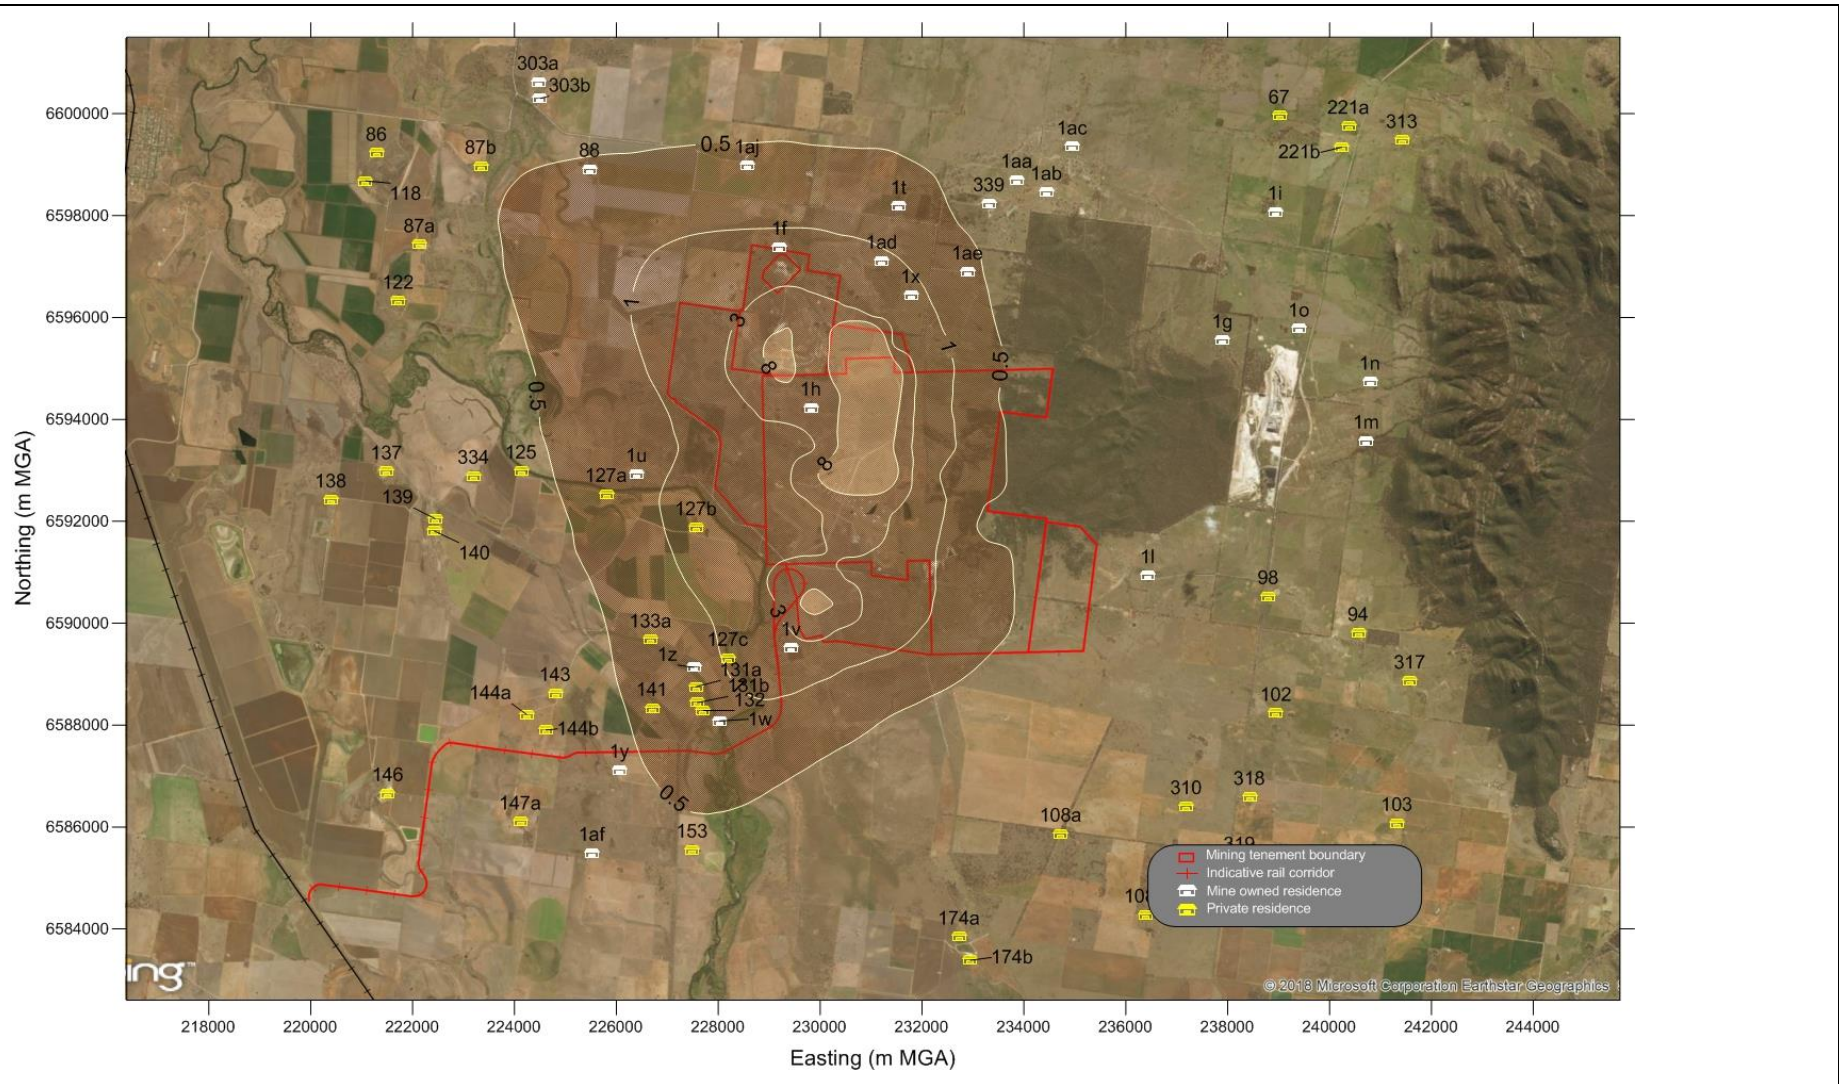 303a
303b
6600000
67
221a
313
86
87b
88
0.5
1aj
1ac
221b
118
1aa
1ab
339
1t
1i
6598000
87a
1f
1ad
1ae
122
1x
1
3
6596000
1g
1o
1
8
0.5
0.5
1n
1h
6594000
1m
137
334
125
1u
8
138
127a
139
127b
6592000
140
1l
98
3
6590000
133a
127c
1v
94
1z
131a
317
143
141
131b
144a
132
102
6588000
144b
1w
1y
146
0.5
318
310
147a
103
6586000
153
108a
1af
319
Mining tenement boundary
Indicative rail corridor
Mine owned residence
Private residence
108
174a
6584000
174b
ing™
© 2018 Microsoft Corporation Earthstar Geographics
218000 220000 222000 224000 226000 228000 230000 232000 234000 236000 238000 240000 242000 244000
Easting (m MGA)
Northing (m MGA)